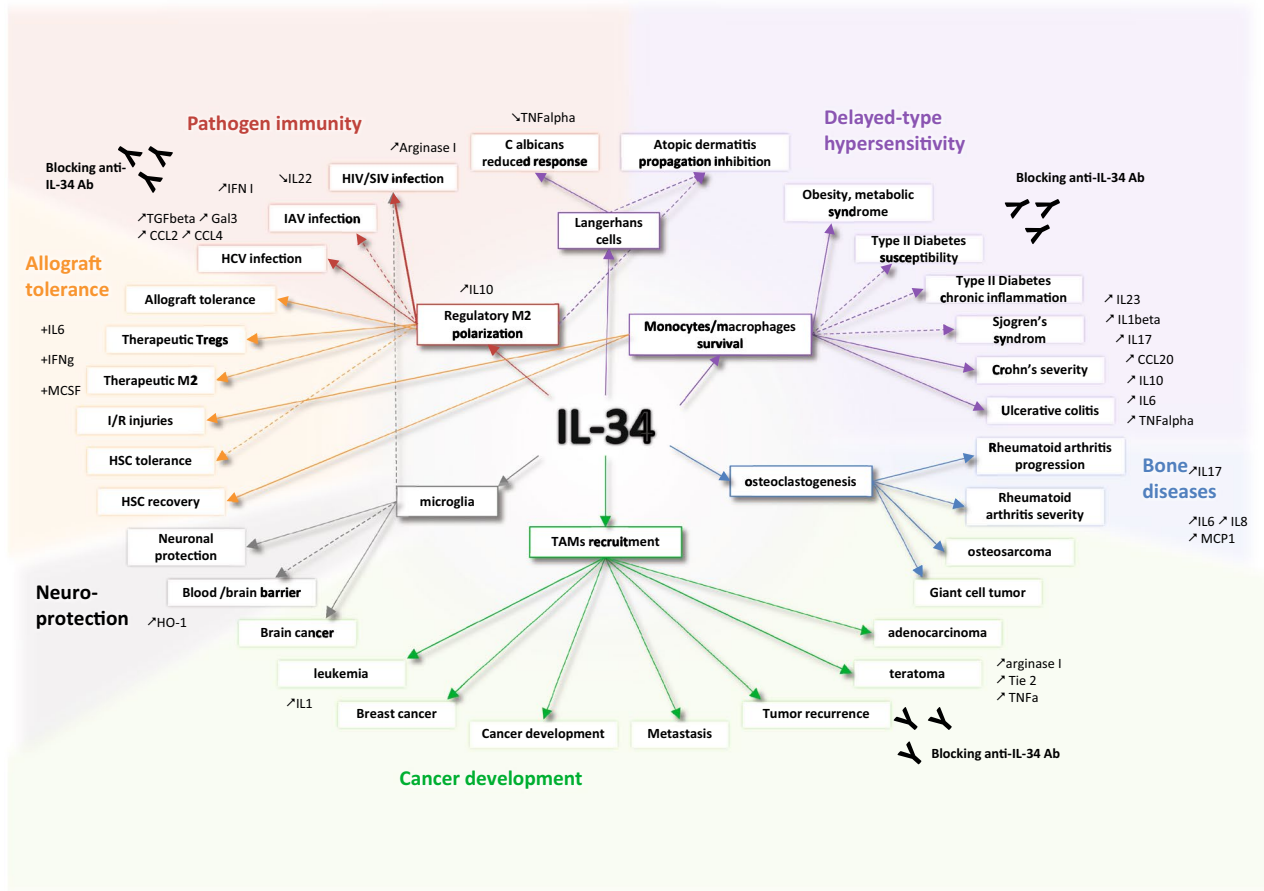 Pathogen immunity
Delayed-type
hypersensitivity
↘TNFalpha
↗Arginase I
C albicans
reduced response
Atopic dermatitis
propagation inhibition
Blocking anti-
IL-34 Ab
↗IFN I
↘IL22
HIV/SIV infection
Blocking anti-IL-34 Ab
Obesity, metabolic
syndrome
↗TGFbeta ↗ Gal3
↗ CCL2 ↗ CCL4
IAV infection
Langerhans
cells
HCV infection
Type II Diabetes
susceptibility
Allograft
tolerance
Type II Diabetes
chronic inflammation
Allograft tolerance
↗IL10
Regulatory M2
polarization
Monocytes/macrophages
survival
Sjogren's
syndrom
↗ IL23
↗ IL1beta
↗ IL17
↗ CCL20
↗ IL10
↗ IL6
↗ TNFalpha
+IL6
+IFNg
+MCSF
Therapeutic Tregs
Therapeutic M2
Crohn's severity
I/R injuries
IL-34
Ulcerative colitis
HSC tolerance
Rheumatoid arthritis
progression
Bone
diseases
↗IL17
HSC recovery
microglia
osteoclastogenesis
Rheumatoid
arthritis severity
↗IL6 ↗ IL8
↗ MCP1
Neuronal
protection
TAMs recruitment
osteosarcoma
Neuro-
protection
Blood /brain barrier
Giant cell tumor
↗HO-1
Brain cancer
adenocarcinoma
leukemia
teratoma
↗arginase I
↗ Tie 2
↗ TNFa
↗IL1
Breast cancer
Cancer development
Metastasis
Tumor recurrence
Blocking anti-IL-34 Ab
Cancer development